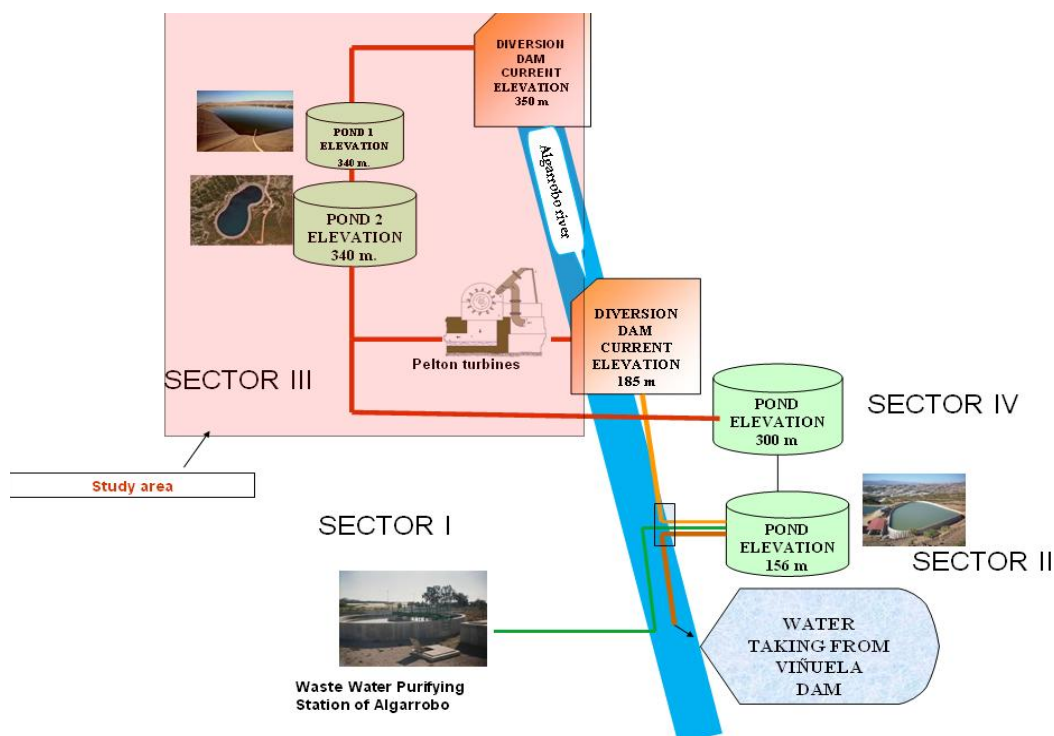 DIVERSION
DAM
CURRENT
ELEVATION
350 m
POND 1
ELEVATION
340 m.
Algarrobo river
POND 2
ELEVATION
340 m.
DIVERSION
DAM
CURRENT
ELEVATION
185 m
Pelton turbines
SECTOR III
POND
ELEVATION
300 m
SECTOR IV
Study area
SECTOR I
POND
ELEVATION
156 m
SECTOR II
WATER
TAKING FROM
VIÑUELA
DAM
Waste Water Purifying
Station of Algarrobo